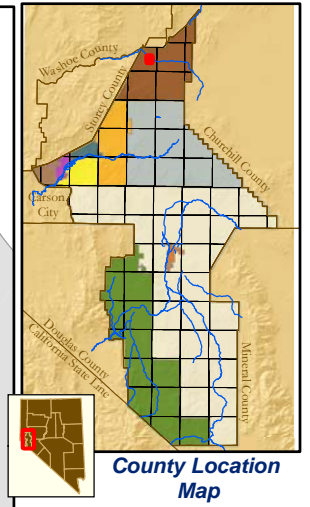 Washoe County
Storey County
Churchill County
Carson
City
Douglas County
California State Line
Mineral County
County Location
Map